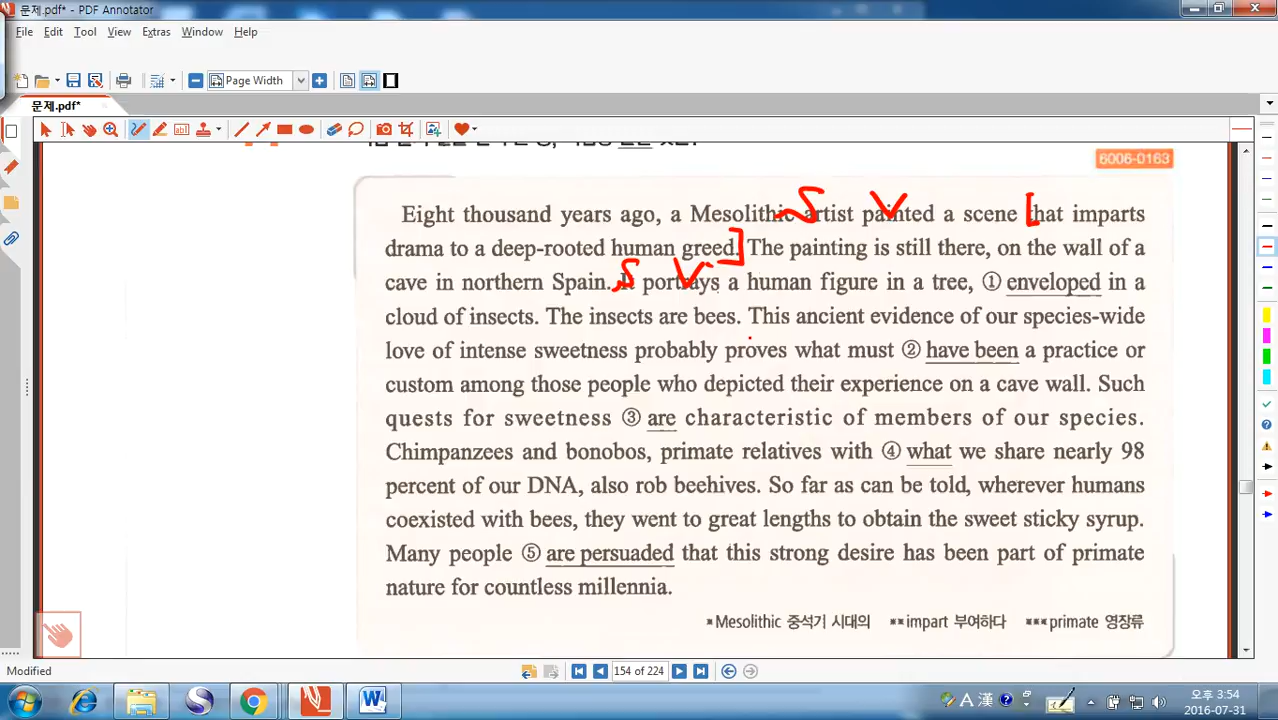 문제.pdf* - PDF Annotator
File Edit Tool View Extras Window Help
Page Width
문제.pdf*
6006-0163
S V [
Eight thousand years ago, a Mesolithic artist painted a scene that imparts
drama to a deep-rooted human greed. ] The painting is still there, on the wall of a
S V
cave in northern Spain. It portrays a human figure in a tree, ① enveloped in a
cloud of insects. The insects are bees. This ancient evidence of our species-wide
love of intense sweetness probably proves what must ② have been a practice or
custom among those people who depicted their experience on a cave wall. Such
quests for sweetness ③ are characteristic of members of our species.
Chimpanzees and bonobos, primate relatives with ④ what we share nearly 98
percent of our DNA, also rob beehives. So far as can be told, wherever humans
coexisted with bees, they went to great lengths to obtain the sweet sticky syrup.
Many people ⑤ are persuaded that this strong desire has been part of primate
nature for countless millennia.
*Mesolithic 중석기 시대의 **impart 부여하다 ***primate 영장류
Modified 154 of 224
A 漢 오후 3:54
2016-07-31